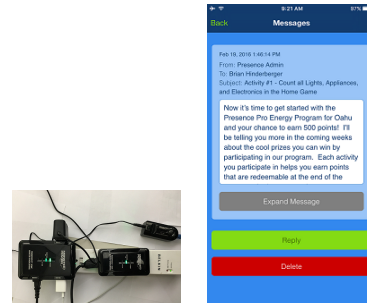 9:21 AM
97%
Back
Messages
Feb 19, 2018 1:46:14 PM
From: Presence Admin
To: Brian Hinderberger
Subject: Activity #1 - Count all Lights, Appliances,
and Electronics in the Home Game
Now it's time to get started with the
Presence Pro Energy Program for Oahu
and your chance to earn 500 points! I'll
be telling you more in the coming weeks
about the cool prizes you can win by
participating in our program. Each activity
you participate in helps you earn points
that are redeemable at the end of the
Expand Message
Reply
Delete